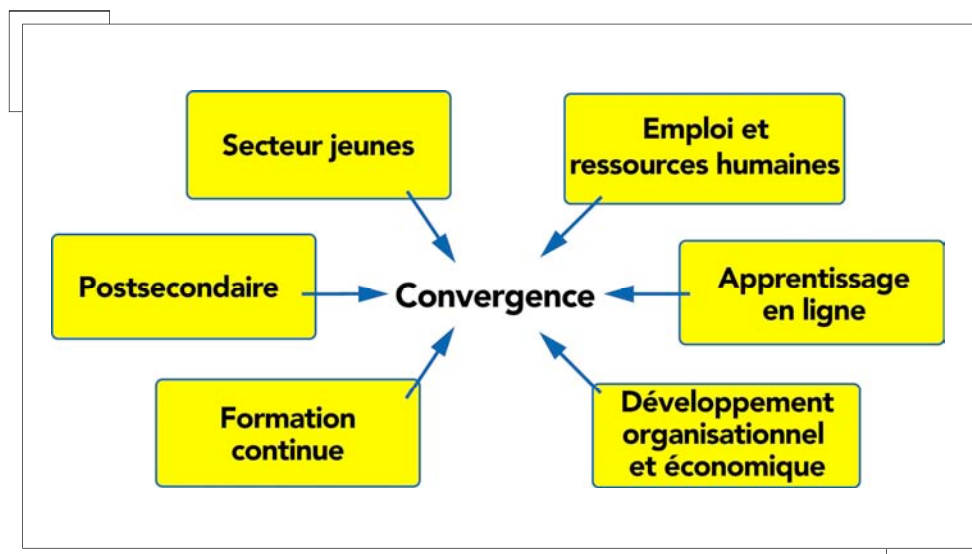 Secteur jeunes
Emploi et
ressources humaines
Postsecondaire
Convergence
Apprentissage
en ligne
Formation
continue
Développement
organisationnel
et économique